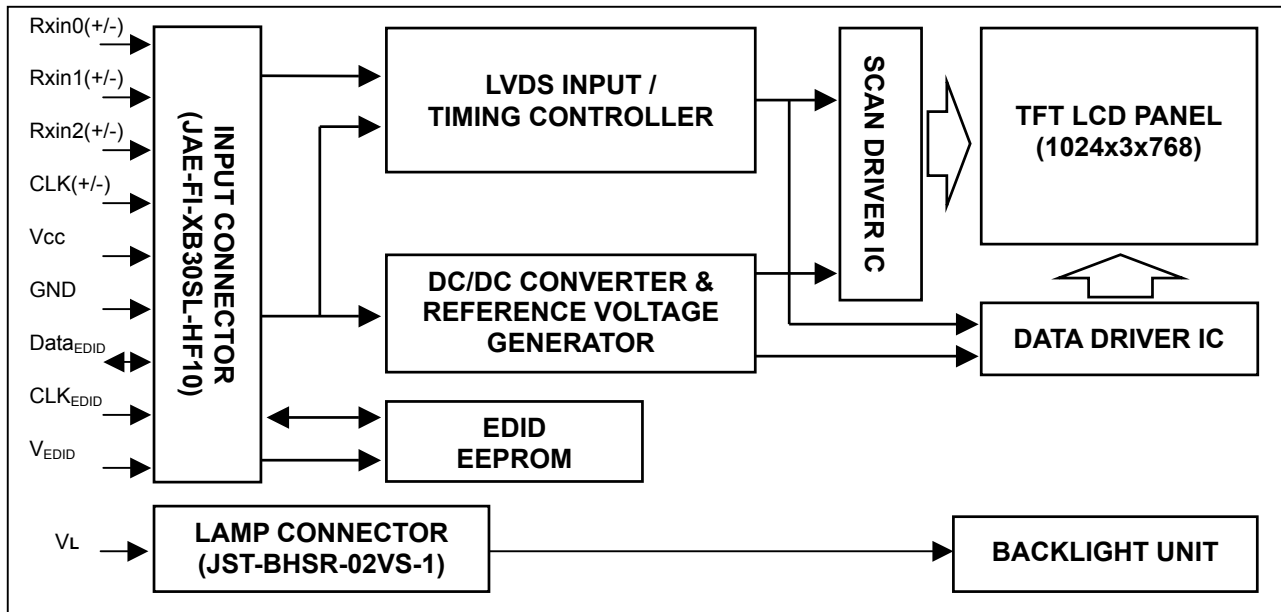 Rxin0(+/-)
Rxin1(+/-)
Rxin2(+/-)
CLK(+/-)
Vcc
GND
DataEDID
CLKEDID
VEDID
VL
INPUT CONNECTOR
(JAE-FI-XB30SL-HF10)
LVDS INPUT /
TIMING CONTROLLER
DC/DC CONVERTER &
REFERENCE VOLTAGE
GENERATOR
EDID
EEPROM
SCAN DRIVER IC
TFT LCD PANEL
(1024x3x768)
DATA DRIVER IC
LAMP CONNECTOR
(JST-BHSR-02VS-1)
BACKLIGHT UNIT